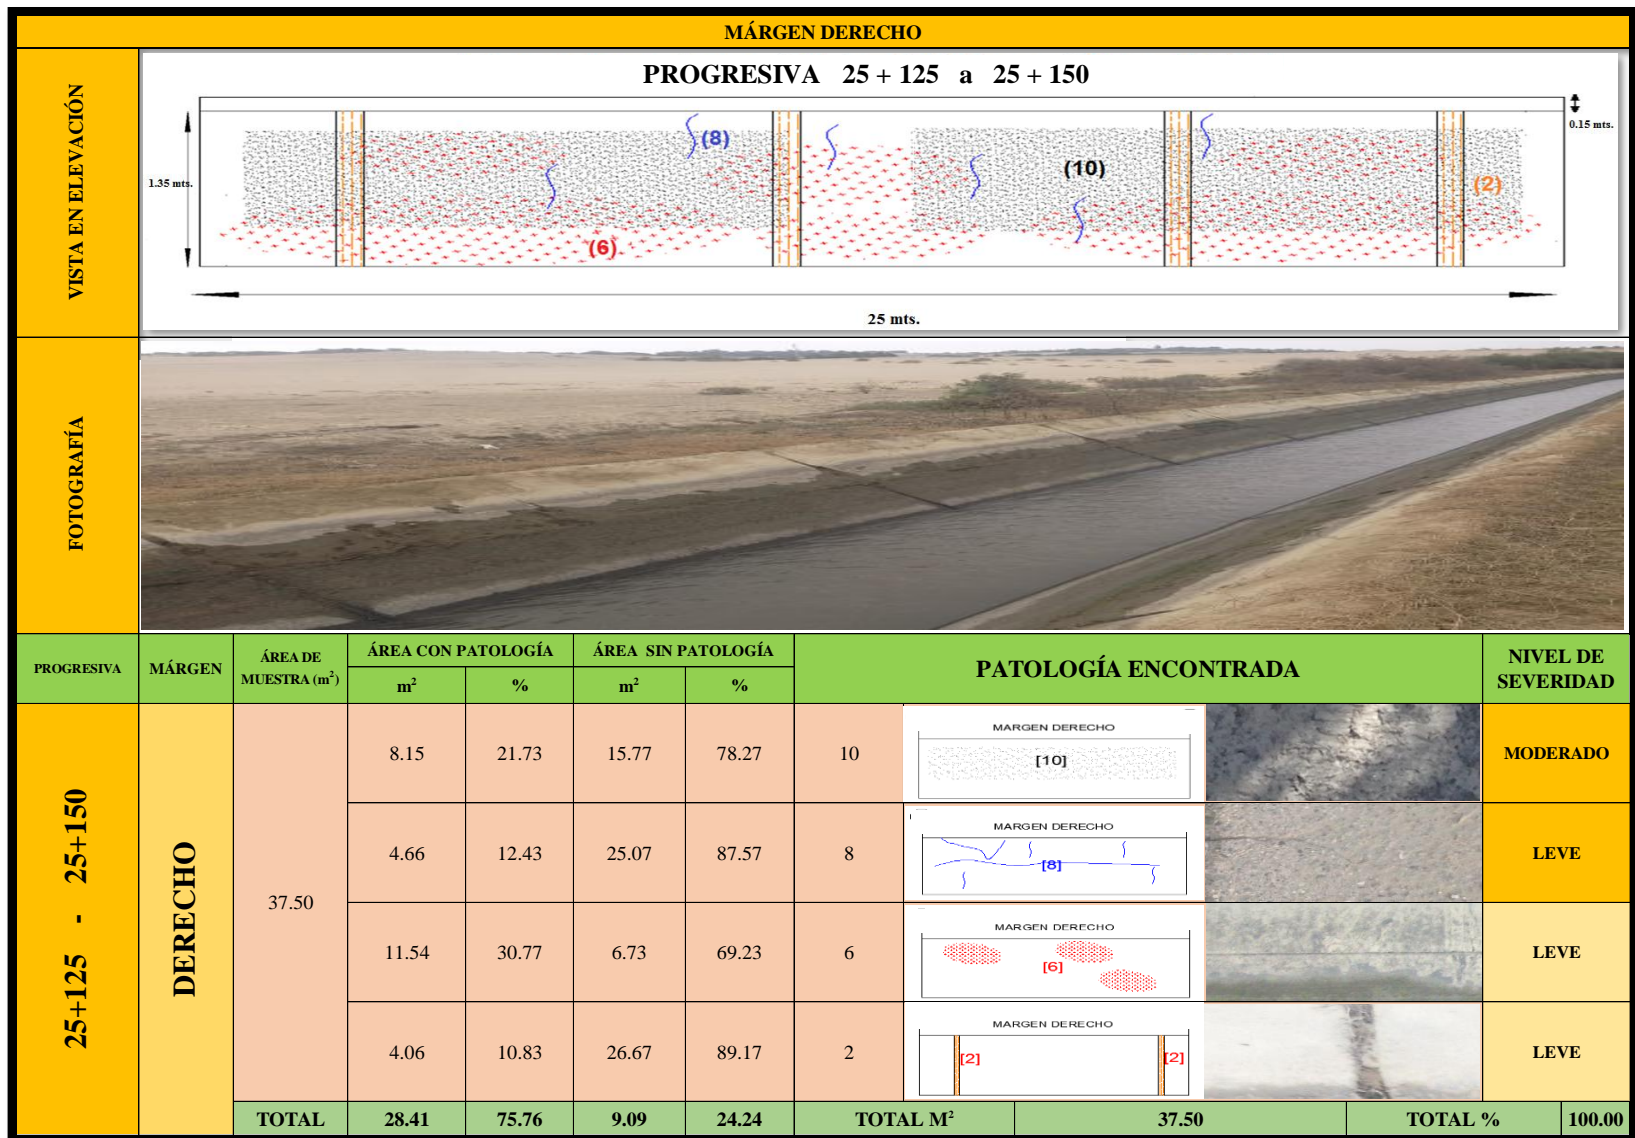 MÁRGEN DERECHO
VISTA EN ELEVACIÓN
PROGRESIVA 25 + 125 a 25 + 150
0.15 mts.
1.35 mts.
(8)
(10)
(2)
(6)
25 mts.
FOTOGRAFÍA
PROGRESIVA
MÁRGEN
ÁREA DE
MUESTRA (m²)
ÁREA CON PATOLOGÍA
ÁREA SIN PATOLOGÍA
PATOLOGÍA ENCONTRADA
NIVEL DE
SEVERIDAD
m² % m² %
25+125 - 25+150
DERECHO
37.50
8.15 21.73 15.77 78.27 10
MARGEN DERECHO
[10]
MODERADO
4.66 12.43 25.07 87.57 8
MARGEN DERECHO
[8]
LEVE
11.54 30.77 6.73 69.23 6
MARGEN DERECHO
[6]
LEVE
4.06 10.83 26.67 89.17 2
MARGEN DERECHO
[2] [2]
LEVE
TOTAL 28.41 75.76 9.09 24.24 TOTAL M² 37.50 TOTAL % 100.00